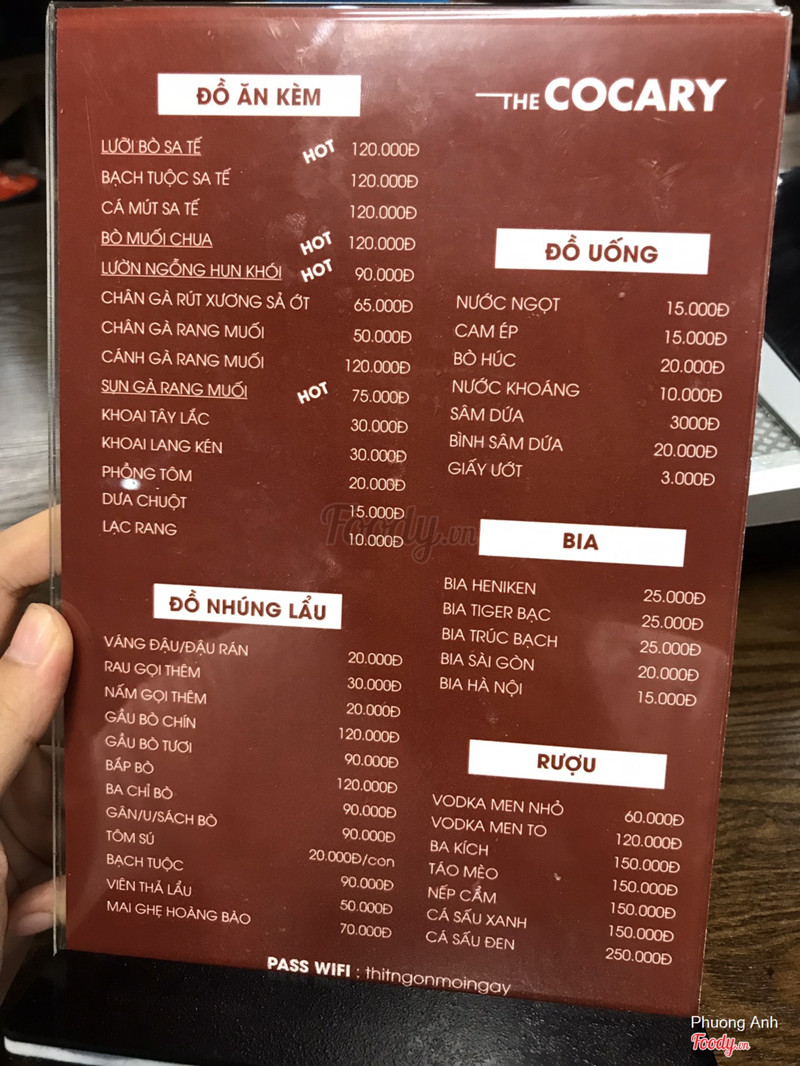 THE COCARY
ĐỒ ĂN KÈM
LƯỠI BÒ SA TẾ HOT 120.000Đ
BẠCH TUỘC SA TẾ 120.000Đ
CÁ MÚT SA TẾ 120.000Đ
BÒ MUỐI CHUA HOT 120.000Đ
LƯỜN NGỖNG HUN KHÓI HOT 90.000Đ
CHÂN GÀ RÚT XƯƠNG SẢ ỚT 65.000Đ
CHÂN GÀ RANG MUỐI 50.000Đ
CÁNH GÀ RANG MUỐI 120.000Đ
SỤN GÀ RANG MUỐI HOT 75.000Đ
KHOAI TÂY LẮC 30.000Đ
KHOAI LANG KÉN 30.000Đ
PHỒNG TÔM 20.000Đ
DƯA CHUỘT 15.000Đ
LẠC RANG 10.000Đ
ĐỒ NHÚNG LẨU
VÁNG ĐẬU/ĐẬU RÁN 20.000Đ
RAU GỌI THÊM 30.000Đ
NẤM GỌI THÊM 20.000Đ
GẦU BÒ CHÍN 120.000Đ
GẦU BÒ TƯƠI 90.000Đ
BẮP BÒ 120.000Đ
BA CHỈ BÒ 90.000Đ
GÂN/U/SÁCH BÒ 90.000Đ
TÔM SÚ 20.000Đ/con
BẠCH TUỘC 90.000Đ
VIÊN THẢ LẨU 50.000Đ
MAI GHẸ HOÀNG BÀO 70.000Đ
ĐỒ UỐNG
NƯỚC NGỌT 15.000Đ
CAM ÉP 15.000Đ
BÒ HÚC 20.000Đ
NƯỚC KHOÁNG 10.000Đ
SÂM DỨA 3000Đ
BÌNH SÂM DỨA 20.000Đ
GIẤY ƯỚT 3.000Đ
BIA
BIA HENIKEN 25.000Đ
BIA TIGER BẠC 25.000Đ
BIA TRÚC BẠCH 25.000Đ
BIA SÀI GÒN 20.000Đ
BIA HÀ NỘI 15.000Đ
RƯỢU
VODKA MEN NHỎ 60.000Đ
VODKA MEN TO 120.000Đ
BA KÍCH 150.000Đ
TÁO MÈO 150.000Đ
NẾP CẨM 150.000Đ
CÁ SẤU XANH 150.000Đ
CÁ SẤU ĐEN 250.000Đ
PASS WIFI : thitngonmoingay
Foody.vn
Phuong Anh
Foody.vn